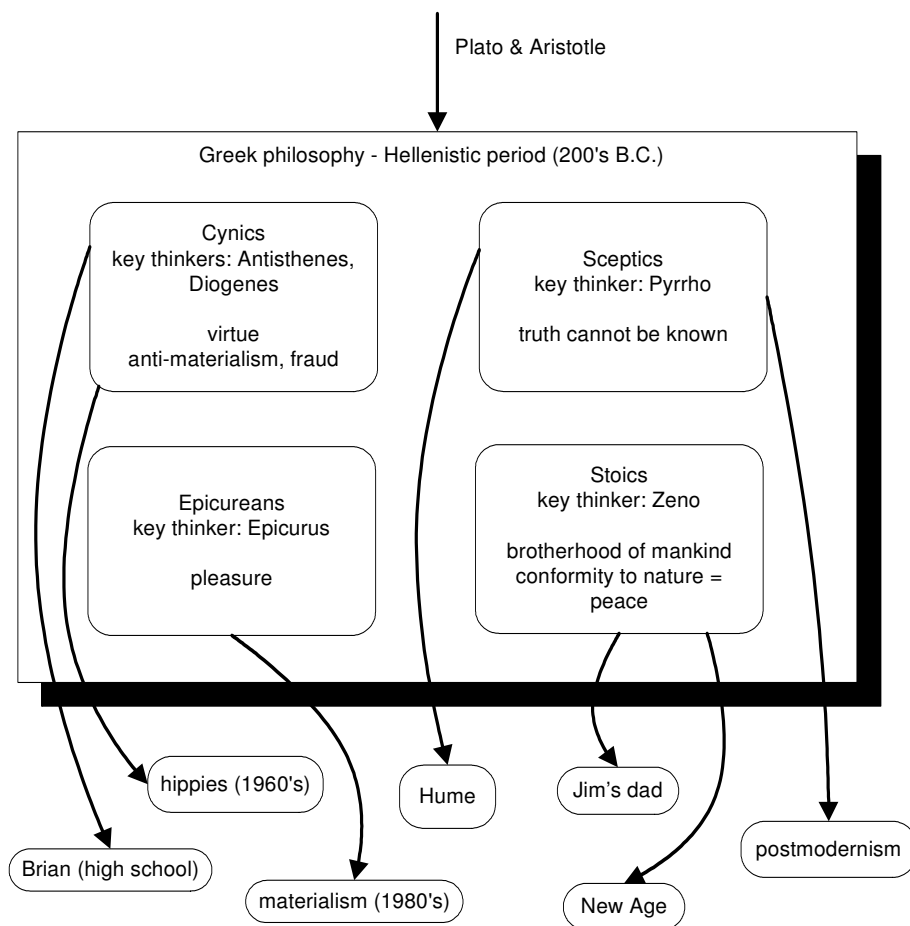 Plato & Aristotle
Greek philosophy - Hellenistic period (200's B.C.)
Cynics
key thinkers: Antisthenes,
Diogenes
virtue
anti-materialism, fraud
Sceptics
key thinker: Pyrrho
truth cannot be known
Epicureans
key thinker: Epicurus
pleasure
Stoics
key thinker: Zeno
brotherhood of mankind
conformity to nature =
peace
hippies (1960's)
Hume
Jim's dad
Brian (high school)
postmodernism
materialism (1980's)
New Age